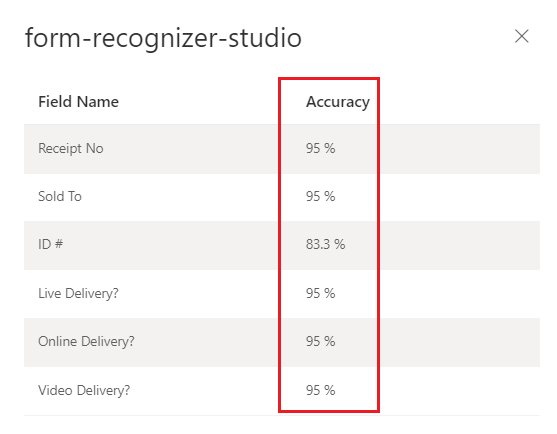 form-recognizer-studio
Field Name Accuracy
Receipt No 95 %
Sold To 95 %
ID # 83.3 %
Live Delivery? 95 %
Online Delivery? 95 %
Video Delivery? 95 %